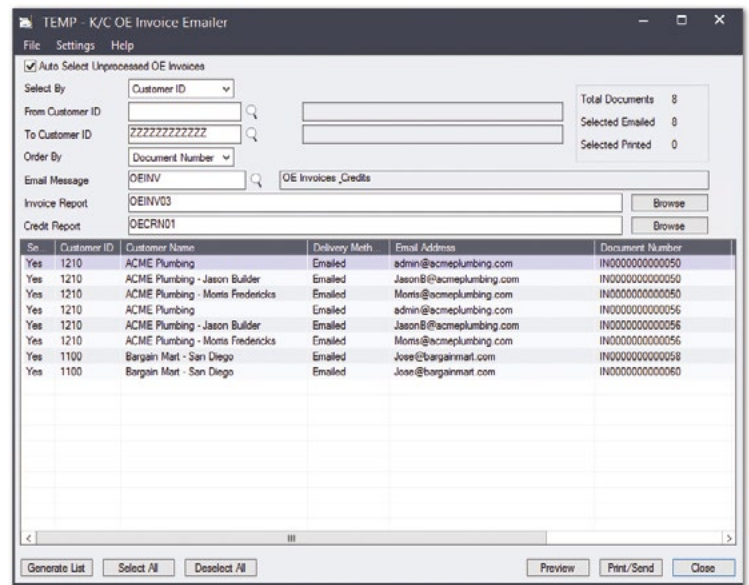 TEMP - K/C OE Invoice Emailer
File Settings Help
Auto Select Unprocessed OE Invoices
Select By Customer ID
From Customer ID
To Customer ID ZZZZZZZZZZZZ
Order By Document Number
Total Documents 8
Selected Emailed 8
Selected Printed 0
Email Message OEINV OE Invoices_Credits
Invoice Report OEINV03 Browse
Credit Report OECRN01 Browse
Se... Customer ID Customer Name Delivery Meth... Email Address Document Number
Yes 1210 ACME Plumbing Emailed admin@acmeplumbing.com IN0000000000050
Yes 1210 ACME Plumbing - Jason Builder Emailed JasonB@acmeplumbing.com IN0000000000050
Yes 1210 ACME Plumbing - Morris Fredericks Emailed Morris@acmeplumbing.com IN0000000000050
Yes 1210 ACME Plumbing Emailed admin@acmeplumbing.com IN0000000000056
Yes 1210 ACME Plumbing - Jason Builder Emailed JasonB@acmeplumbing.com IN0000000000056
Yes 1210 ACME Plumbing - Morris Fredericks Emailed Morris@acmeplumbing.com IN0000000000056
Yes 1100 Bargain Mart - San Diego Emailed Jose@bargainmart.com IN0000000000058
Yes 1100 Bargain Mart - San Diego Emailed Jose@bargainmart.com IN0000000000060
Generate List Select All Deselect All Preview Print/Send Close